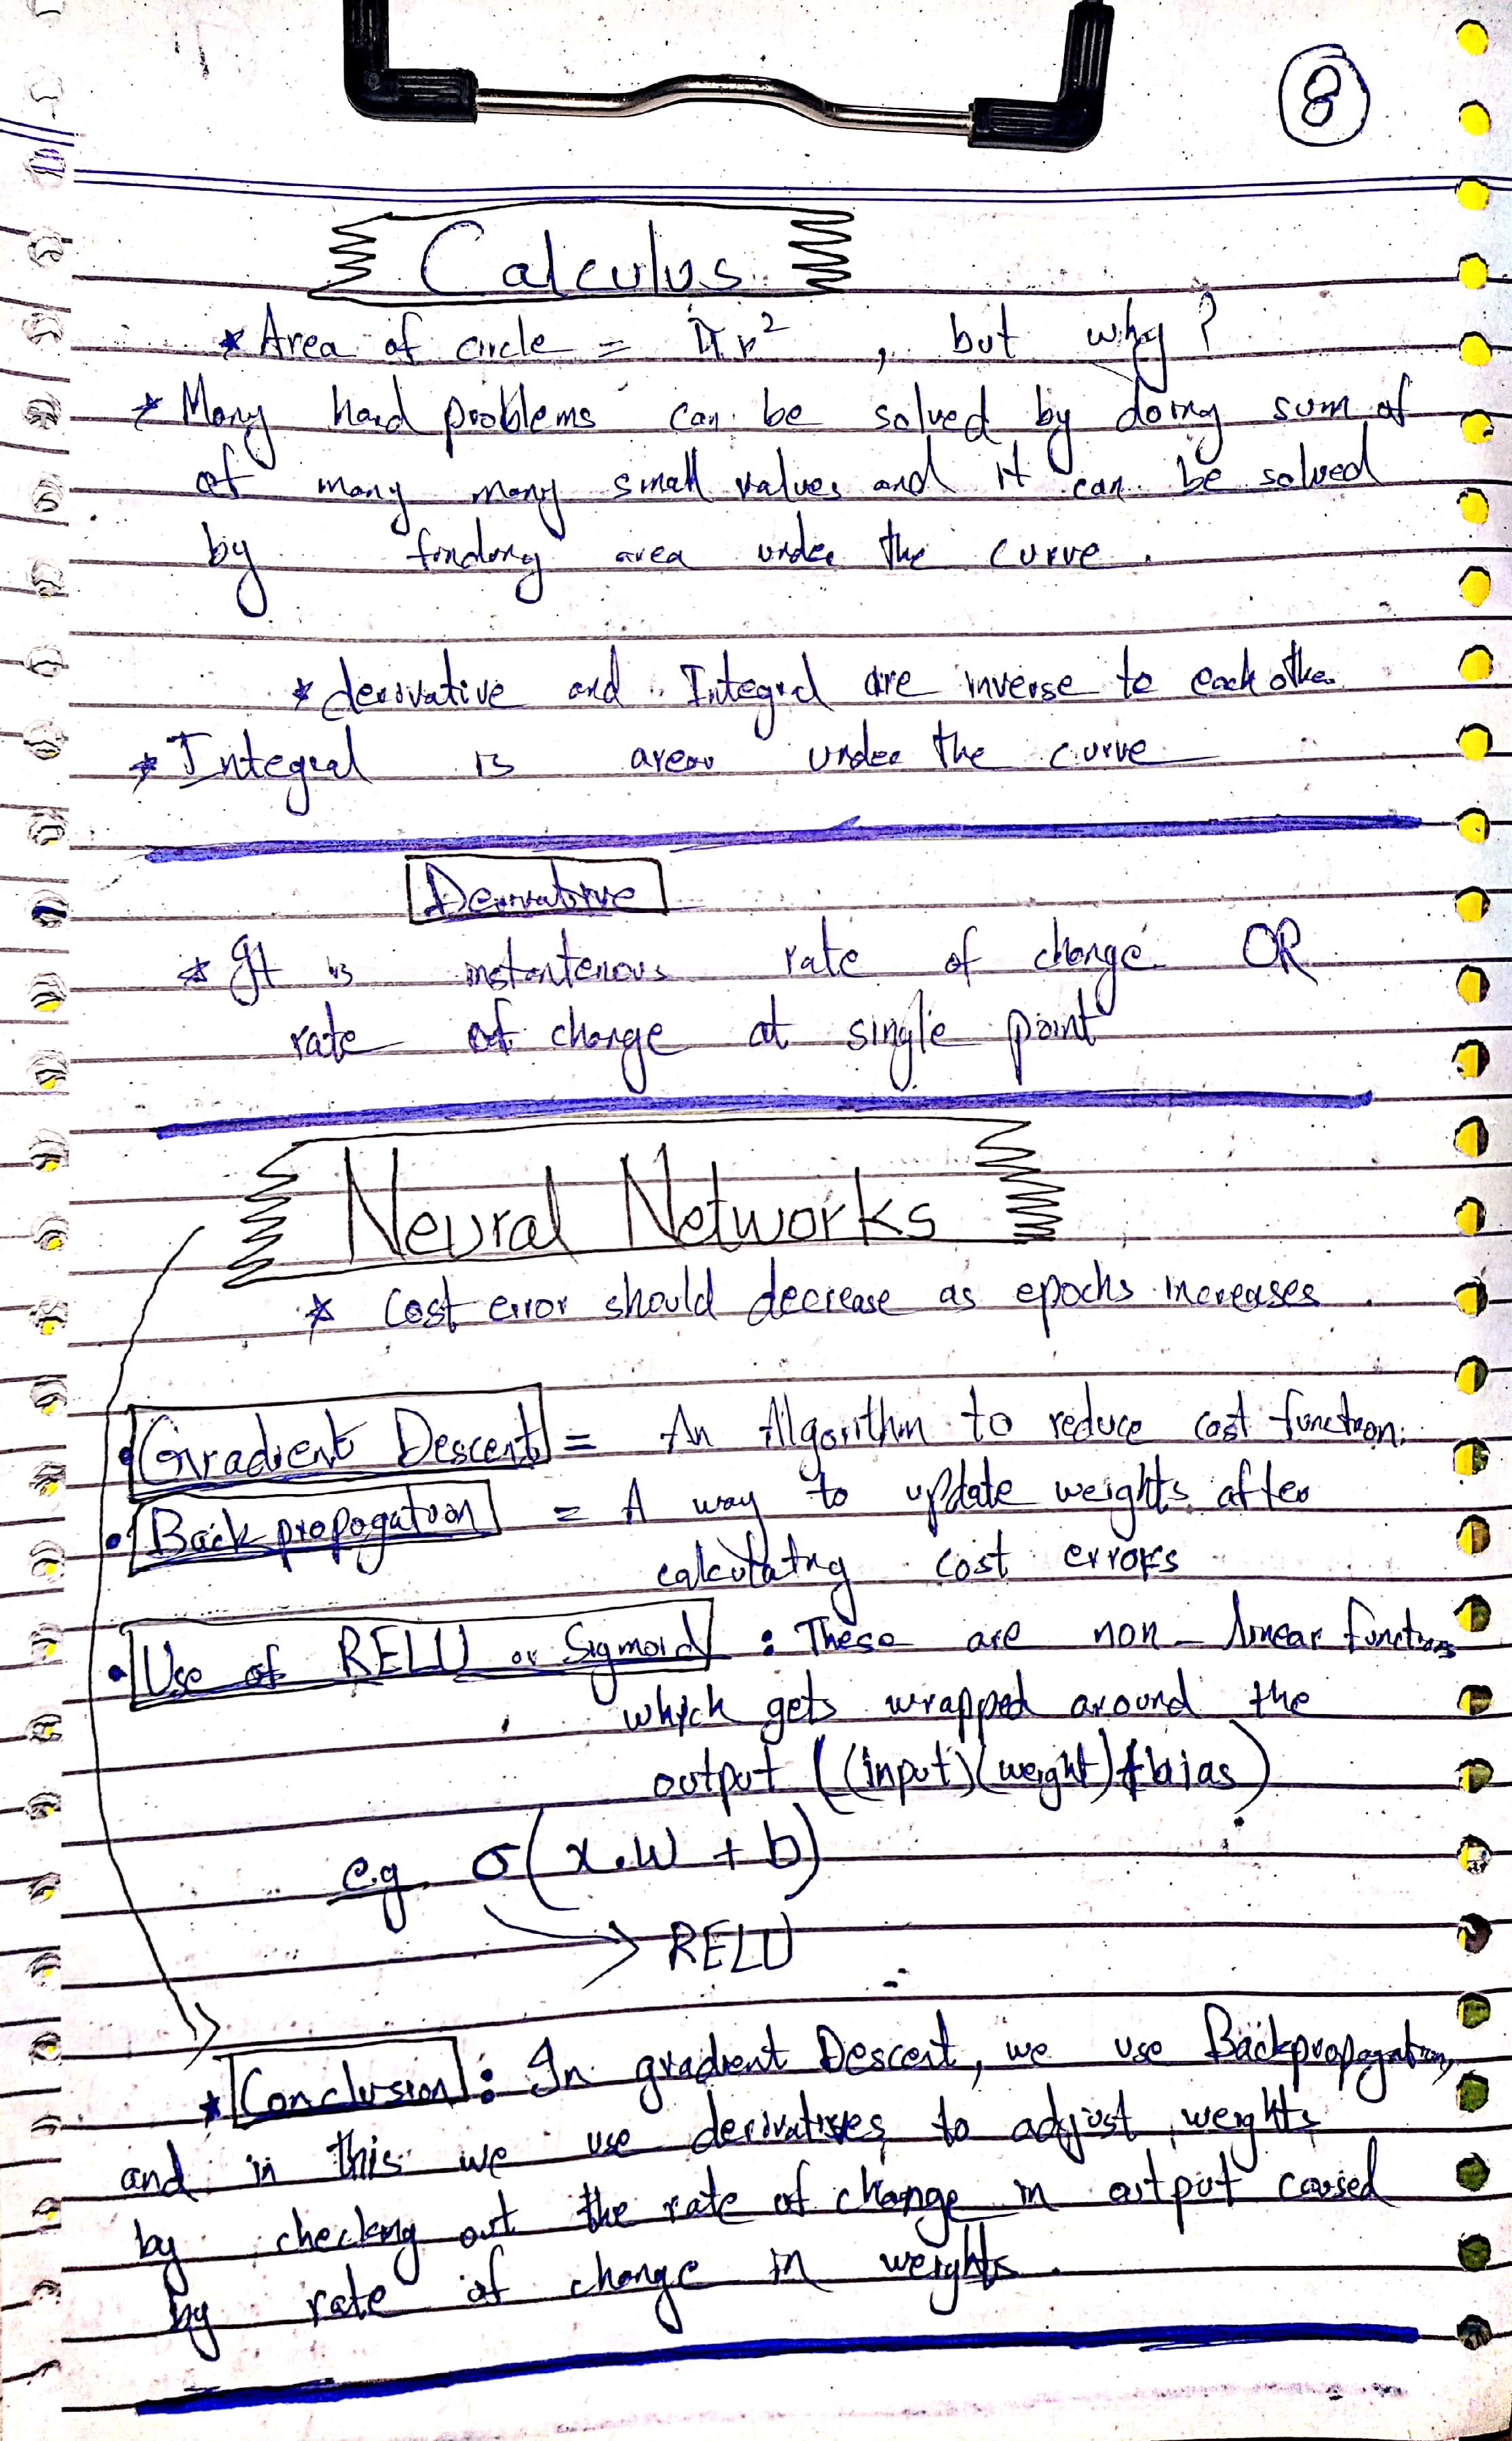 8
Calculus
* Area of circle = πr² , but why?
* Many hard problems can be solved by doing sum of
of many many small values and it can be solved
by finding area under the curve.
* derivative and Integral are inverse to each other
* Integral is area under the curve
Derivative
* It is instantenous rate of change OR
rate of change at single point
Neural Networks
* Cost error should decrease as epochs increases.
• Gradient Descent = An Algorithm to reduce cost function.
• Backpropogation = A way to update weights after
calculating cost errors
• Use of RELU or Sigmoid : These are non-linear functions
which gets wrapped around the
output ((input)(weight)+bias)
e.g σ(x.w + b)
RELU
* Conclusion : In gradient Descent, we use Backpropogation,
and in this we use derivatives to adjust weights
by checking out the rate of change in output caused
by rate of change in weights.